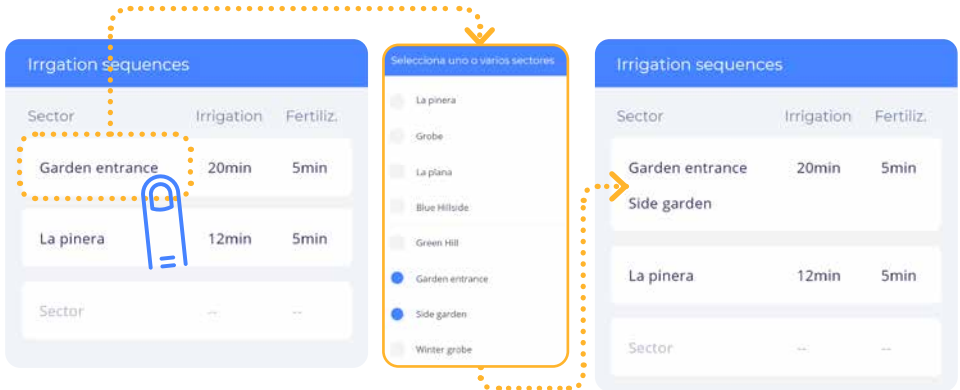 Irrgation sequences
Sector Irrigation Fertiliz.
Garden entrance 20min 5min
La pinera 12min 5min
Sector -- --
Selecciona uno o varios sectores
La pinera
Grobe
La plana
Blue Hillside
Green Hill
Garden entrance
Side garden
Winter grobe
Irrigation sequences
Sector Irrigation Fertiliz.
Garden entrance 20min 5min
Side garden
La pinera 12min 5min
Sector -- --